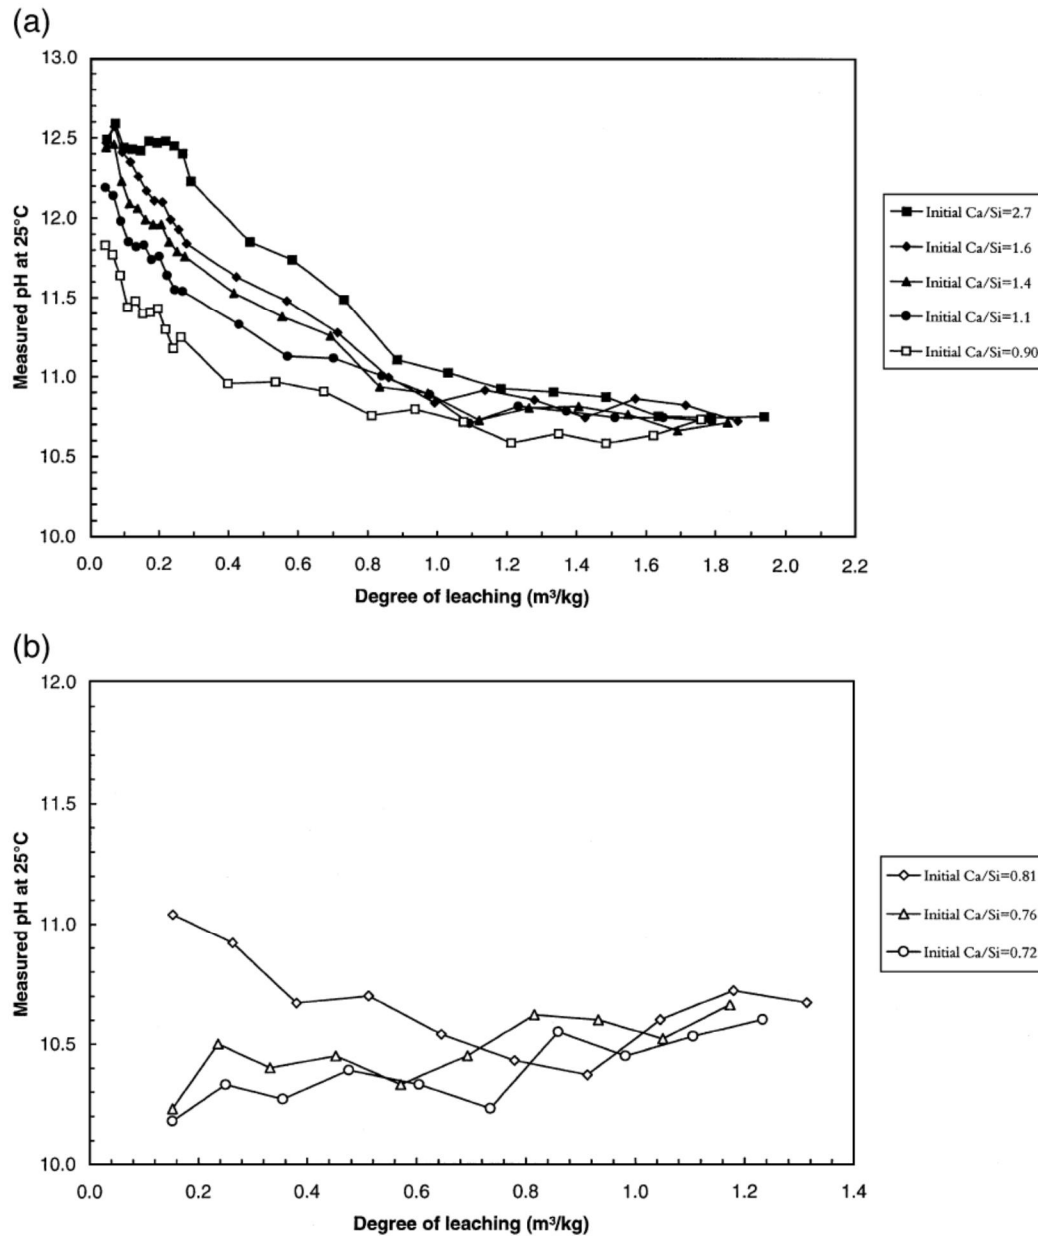 (a)
13.0
12.5
12.0
11.5
11.0
10.5
10.0
Measured pH at 25°C
0.0 0.2 0.4 0.6 0.8 1.0 1.2 1.4 1.6 1.8 2.0 2.2
Degree of leaching (m³/kg)
Initial Ca/Si=2.7
Initial Ca/Si=1.6
Initial Ca/Si=1.4
Initial Ca/Si=1.1
Initial Ca/Si=0.90
(b)
12.0
11.5
11.0
10.5
10.0
Measured pH at 25°C
0.0 0.2 0.4 0.6 0.8 1.0 1.2 1.4
Degree of leaching (m³/kg)
Initial Ca/Si=0.81
Initial Ca/Si=0.76
Initial Ca/Si=0.72